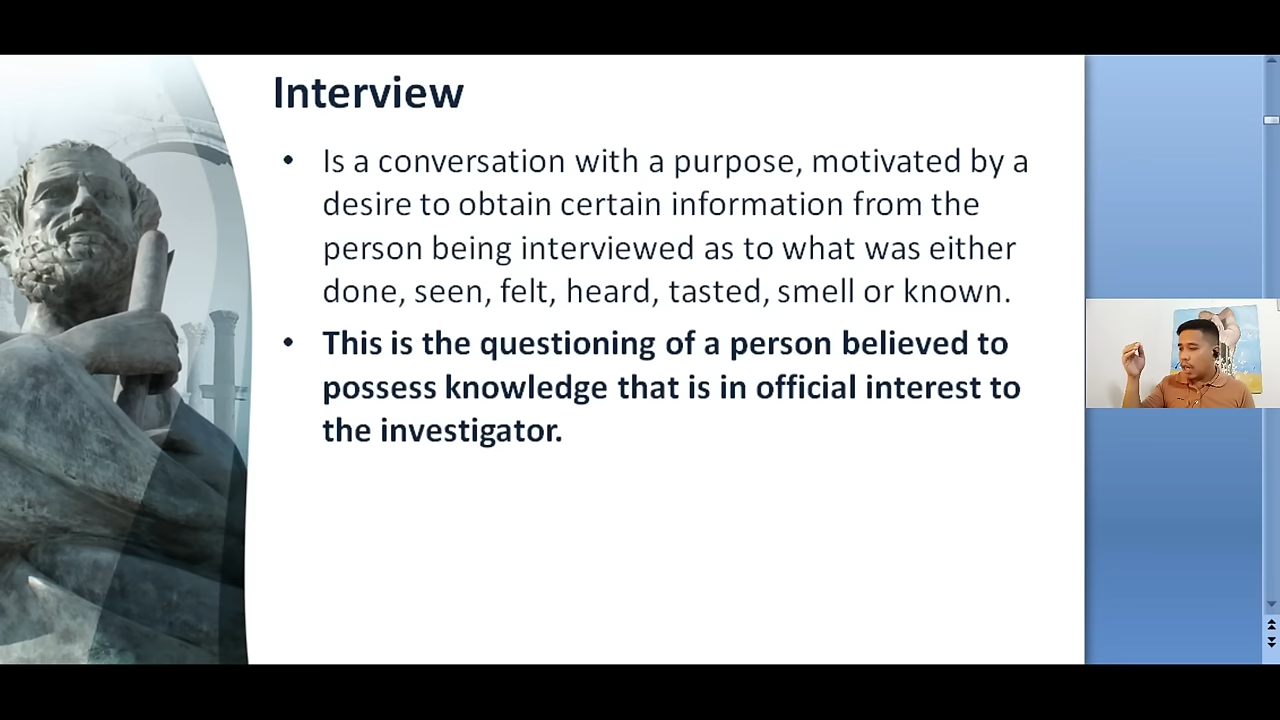 Interview
• Is a conversation with a purpose, motivated by a
desire to obtain certain information from the
person being interviewed as to what was either
done, seen, felt, heard, tasted, smell or known.
• This is the questioning of a person believed to
possess knowledge that is in official interest to
the investigator.